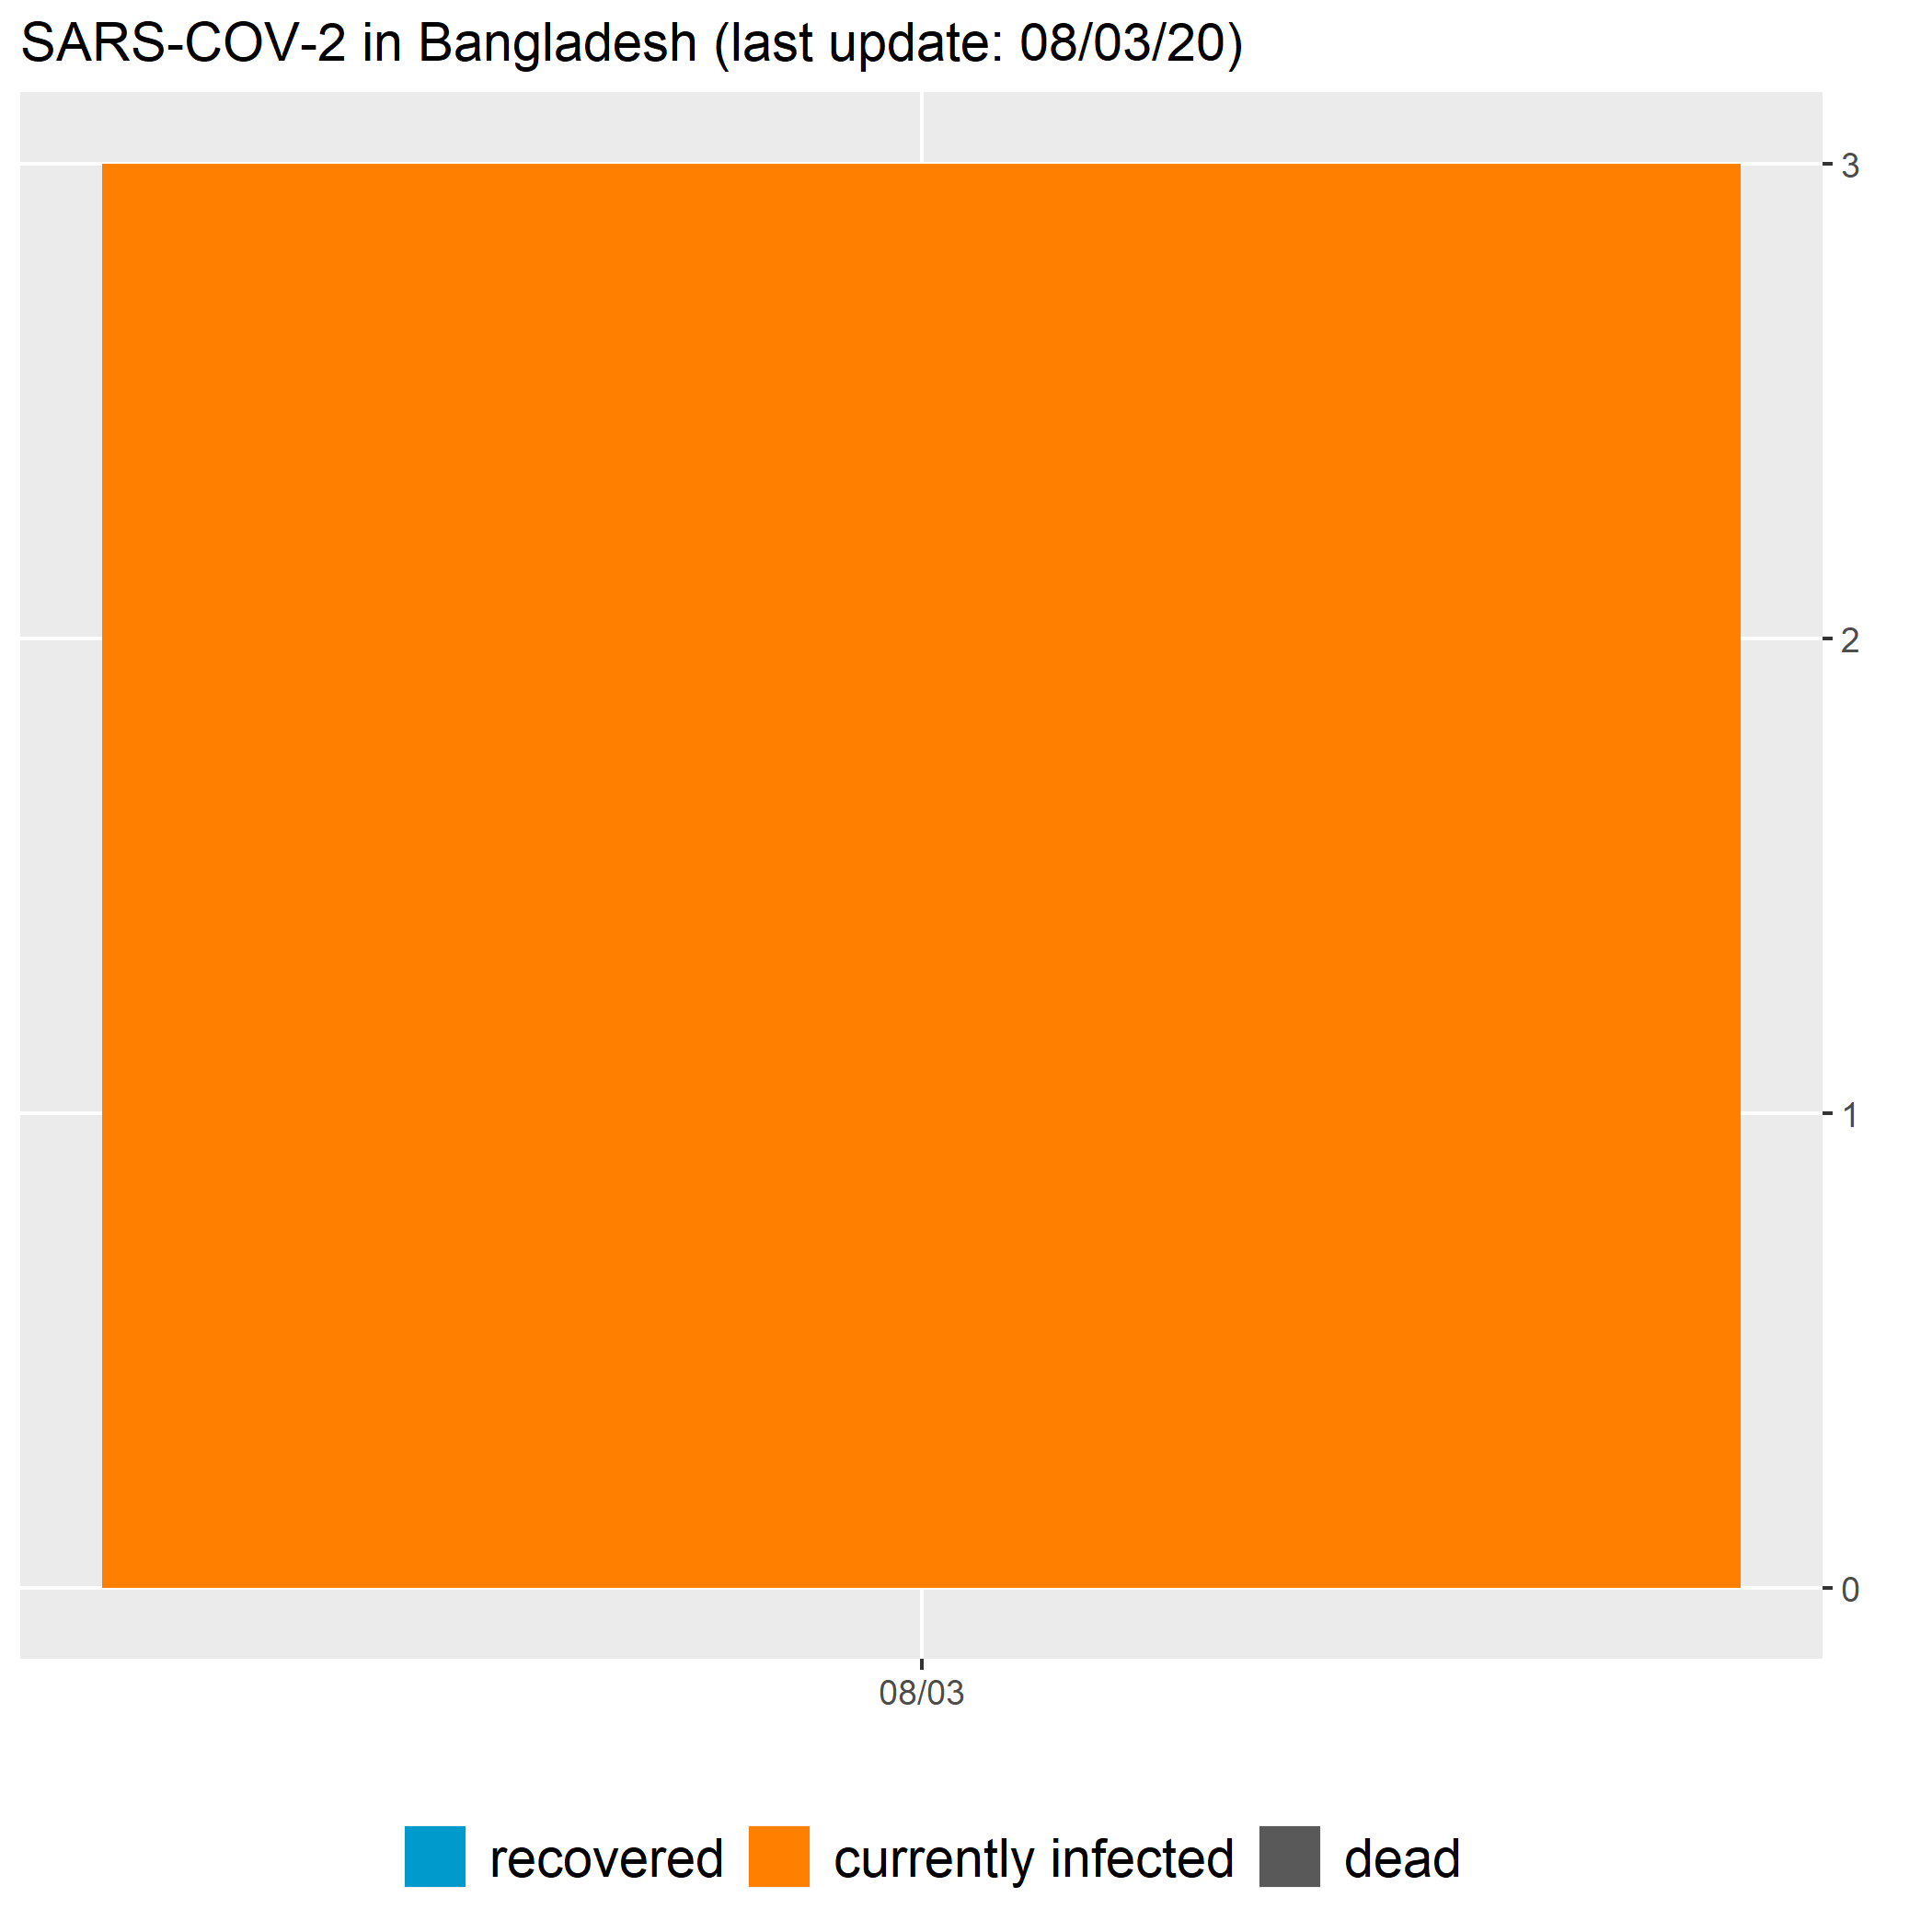 SARS-COV-2 in Bangladesh (last update: 08/03/20)
3
2
1
0
08/03
recovered currently infected dead